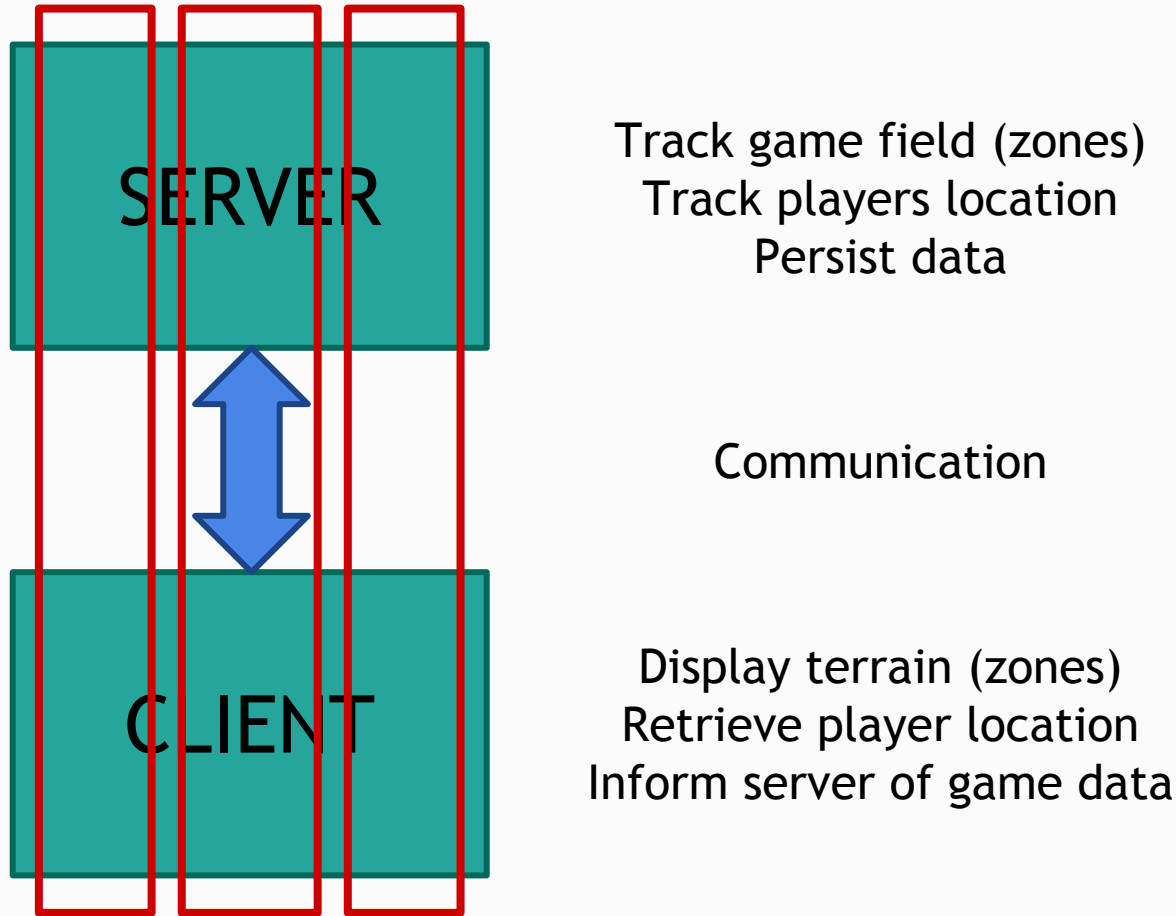 SERVER
Track game field (zones)
Track players location
Persist data
Communication
CLIENT
Display terrain (zones)
Retrieve player location
Inform server of game data